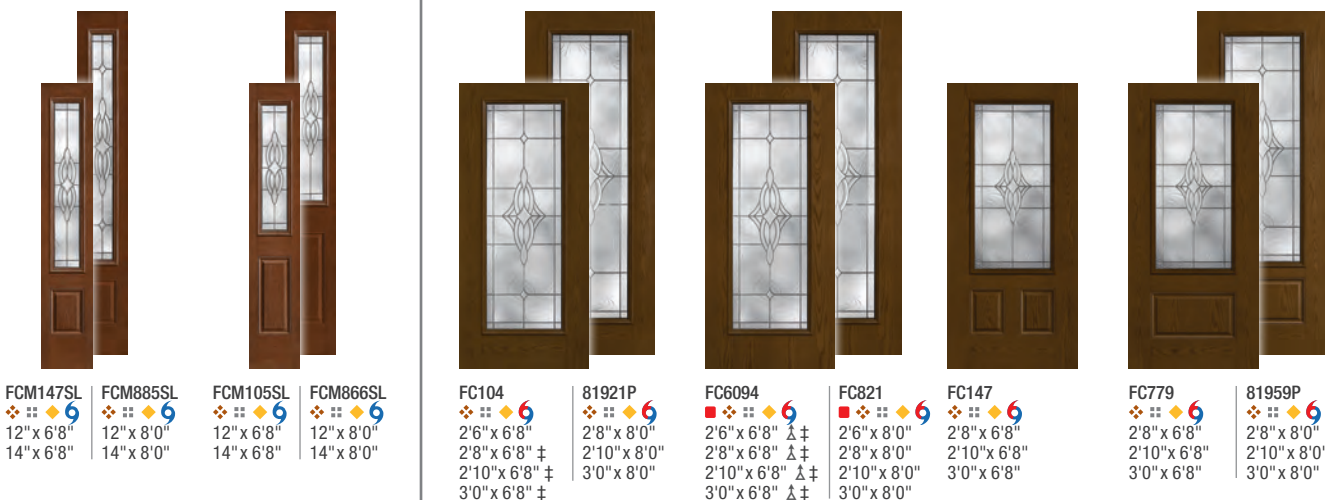 FCM147SL
12"x 6'8"
14"x 6'8"
FCM885SL
12"x 8'0"
14"x 8'0"
FCM105SL
12"x 6'8"
14"x 6'8"
FCM866SL
12"x 8'0"
14"x 8'0"
FC104
2'6"x 6'8"
2'8"x 6'8" ‡
2'10"x 6'8" ‡
3'0"x 6'8" ‡
81921P
2'8"x 8'0"
2'10"x 8'0"
3'0"x 8'0"
FC6094
2'6"x 6'8" ‡
2'8"x 6'8" ‡
2'10"x 6'8" ‡
3'0"x 6'8" ‡
FC821
2'6"x 8'0"
2'8"x 8'0"
2'10"x 8'0"
3'0"x 8'0"
FC147
2'8"x 6'8"
2'10"x 6'8"
3'0"x 6'8"
FC779
2'8"x 6'8"
2'10"x 6'8"
3'0"x 6'8"
81959P
2'8"x 8'0"
2'10"x 8'0"
3'0"x 8'0"